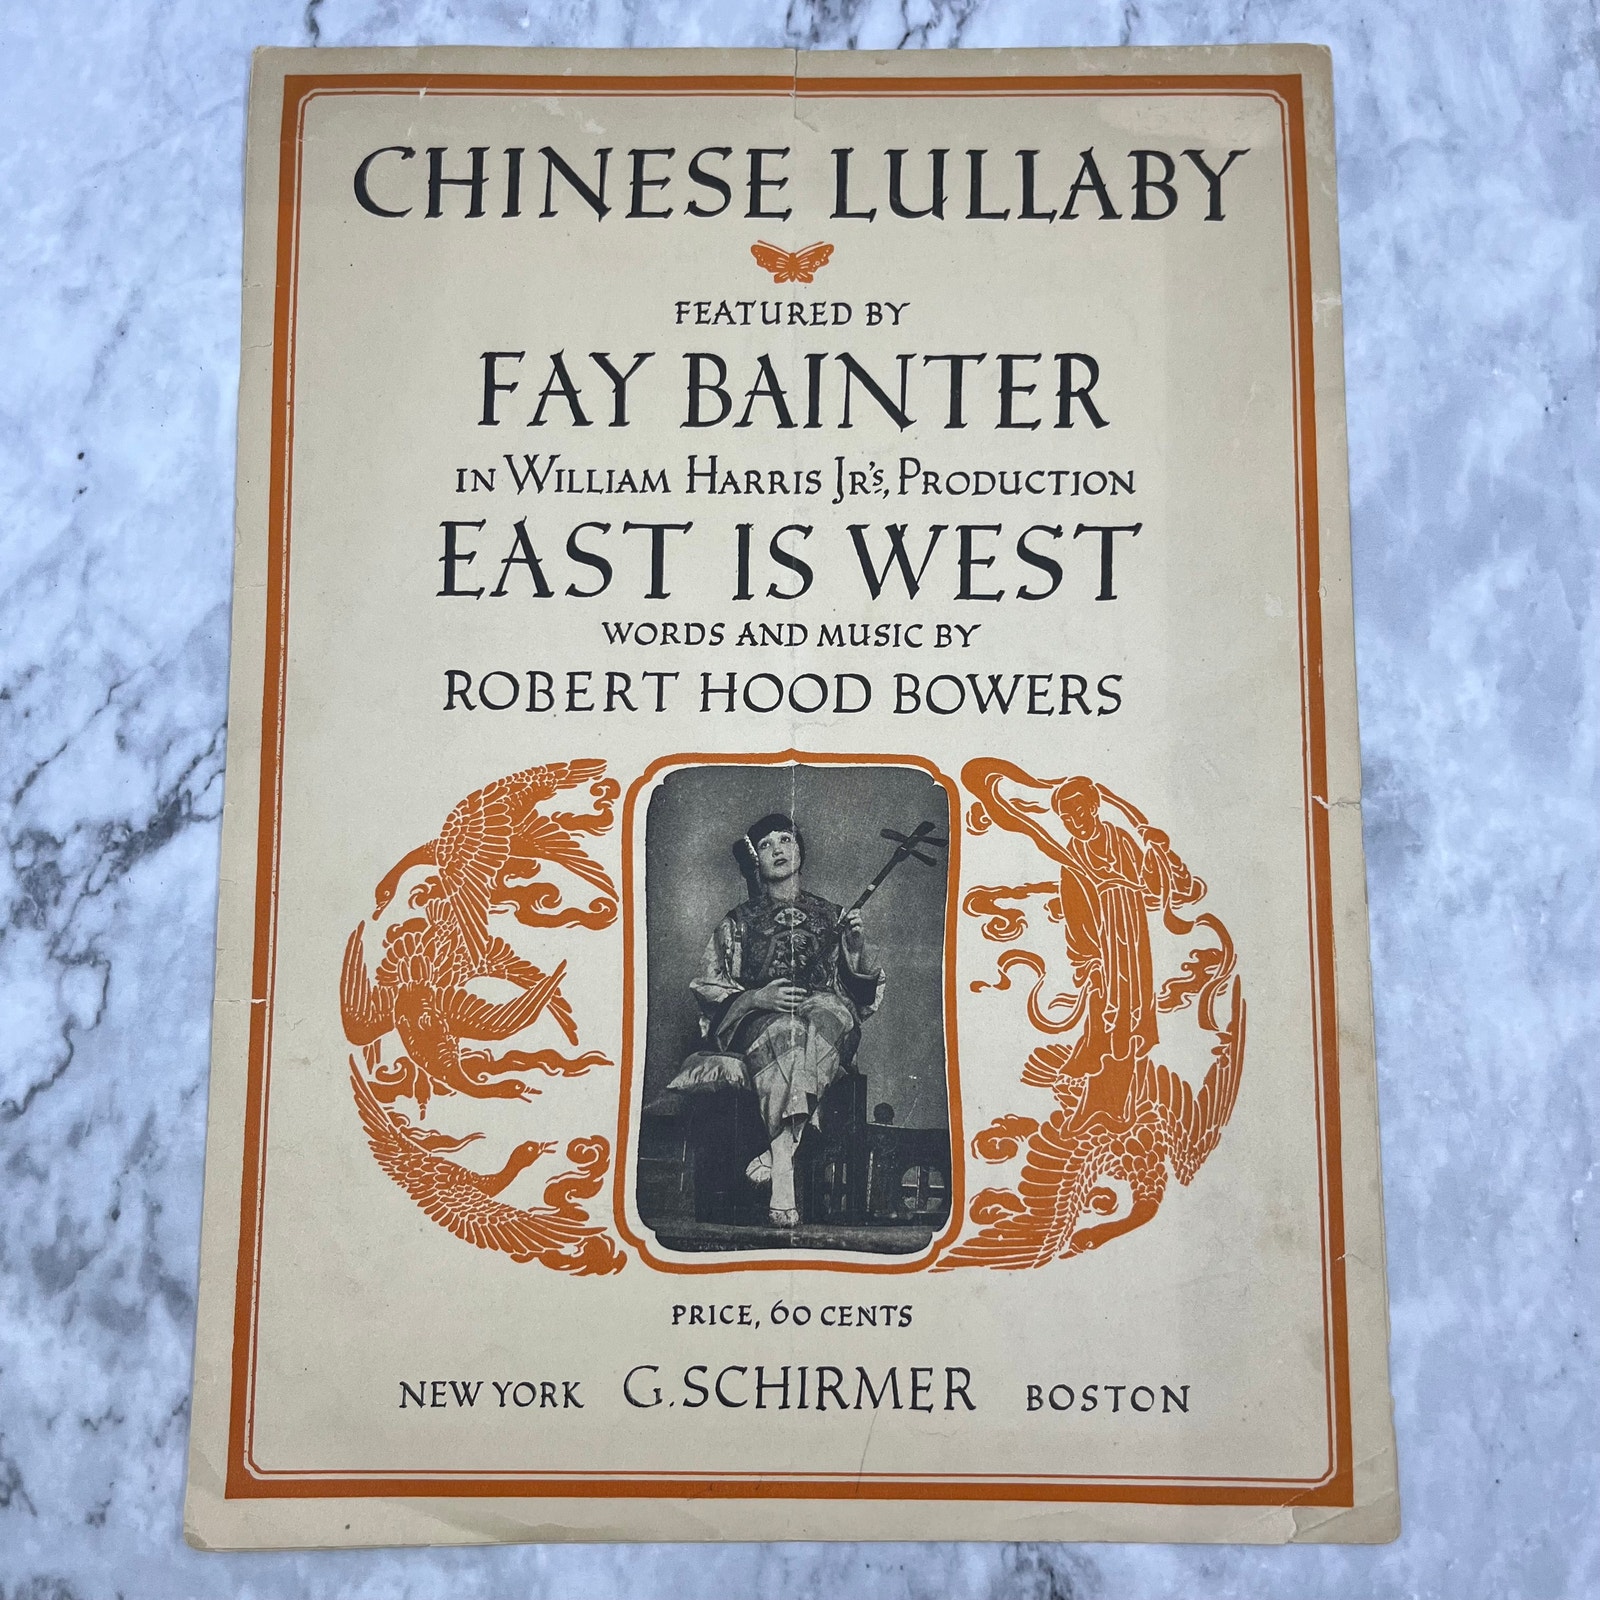 CHINESE LULLABY
FEATURED BY
FAY BAINTER
IN WILLIAM HARRIS JR'S, PRODUCTION
EAST IS WEST
WORDS AND MUSIC BY
ROBERT HOOD BOWERS
PRICE, 60 CENTS
NEW YORK G. SCHIRMER BOSTON